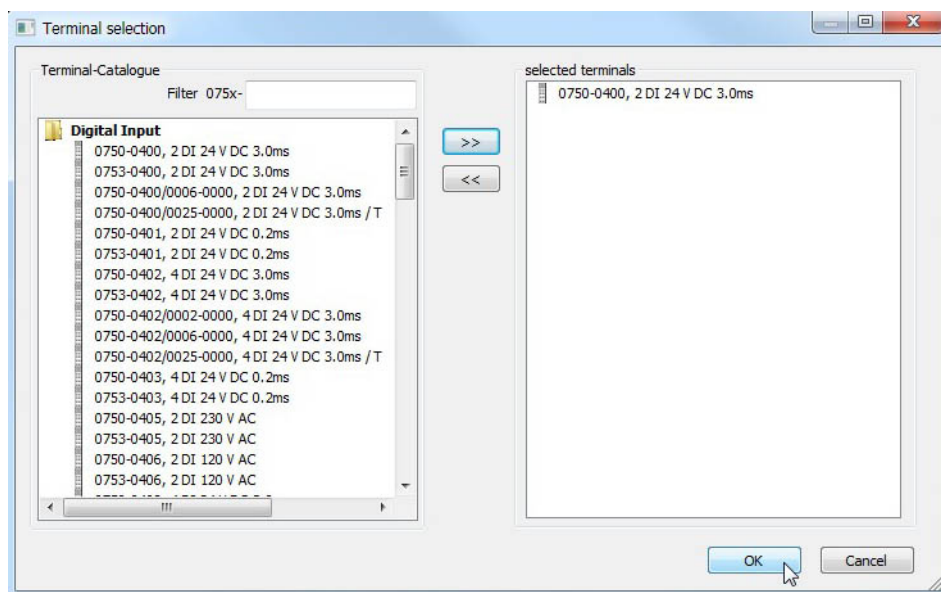 Terminal selection
Terminal-Catalogue
Filter 075x-
Digital Input
0750-0400, 2 DI 24 V DC 3.0ms
0753-0400, 2 DI 24 V DC 3.0ms
0750-0400/0006-0000, 2 DI 24 V DC 3.0ms
0750-0400/0025-0000, 2 DI 24 V DC 3.0ms / T
0750-0401, 2 DI 24 V DC 0.2ms
0753-0401, 2 DI 24 V DC 0.2ms
0750-0402, 4 DI 24 V DC 3.0ms
0753-0402, 4 DI 24 V DC 3.0ms
0750-0402/0002-0000, 4 DI 24 V DC 3.0ms
0750-0402/0006-0000, 4 DI 24 V DC 3.0ms
0750-0402/0025-0000, 4 DI 24 V DC 3.0ms / T
0750-0403, 4 DI 24 V DC 0.2ms
0753-0403, 4 DI 24 V DC 0.2ms
0750-0405, 2 DI 230 V AC
0753-0405, 2 DI 230 V AC
0750-0406, 2 DI 120 V AC
0753-0406, 2 DI 120 V AC
>>
<<
selected terminals
0750-0400, 2 DI 24 V DC 3.0ms
OK
Cancel